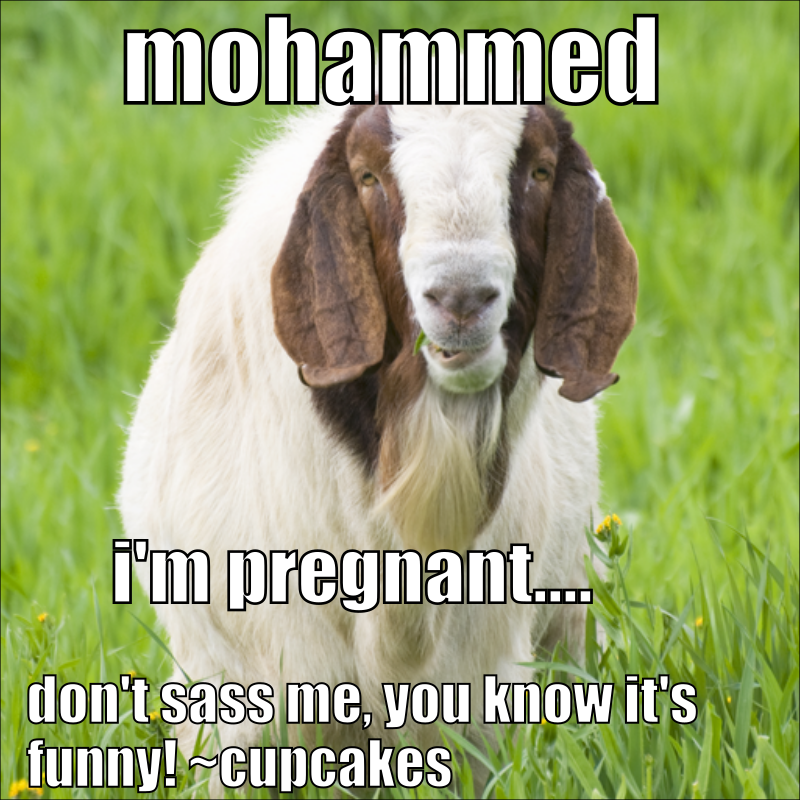 mohammed
i'm pregnant....
don't sass me, you know it's
funny! ~cupcakes